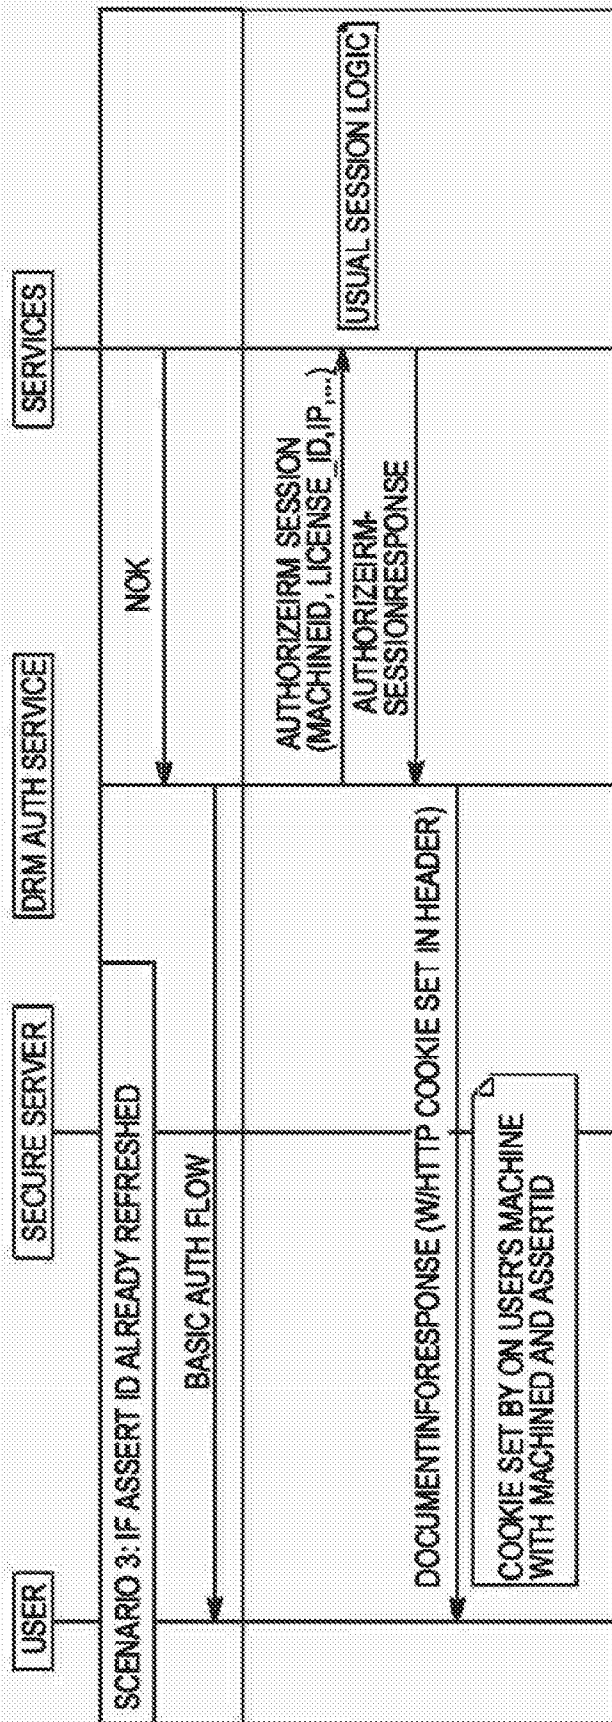 USER
SECURE SERVER
DRM AUTH SERVICE
SERVICES
SCENARIO 3: IF ASSERT ID ALREADY REFRESHED
NOK
BASIC AUTH FLOW
AUTHORIZEIRM SESSION
(MACHINEID, LICENSE_ID,IP,...)
USUAL SESSION LOGIC
AUTHORIZEIRM-
SESSIONRESPONSE
DOCUMENTINFORESPONSE (W/HTTP COOKIE SET IN HEADER)
COOKIE SET BY ON USER'S MACHINE
WITH MACHINED AND ASSERTID